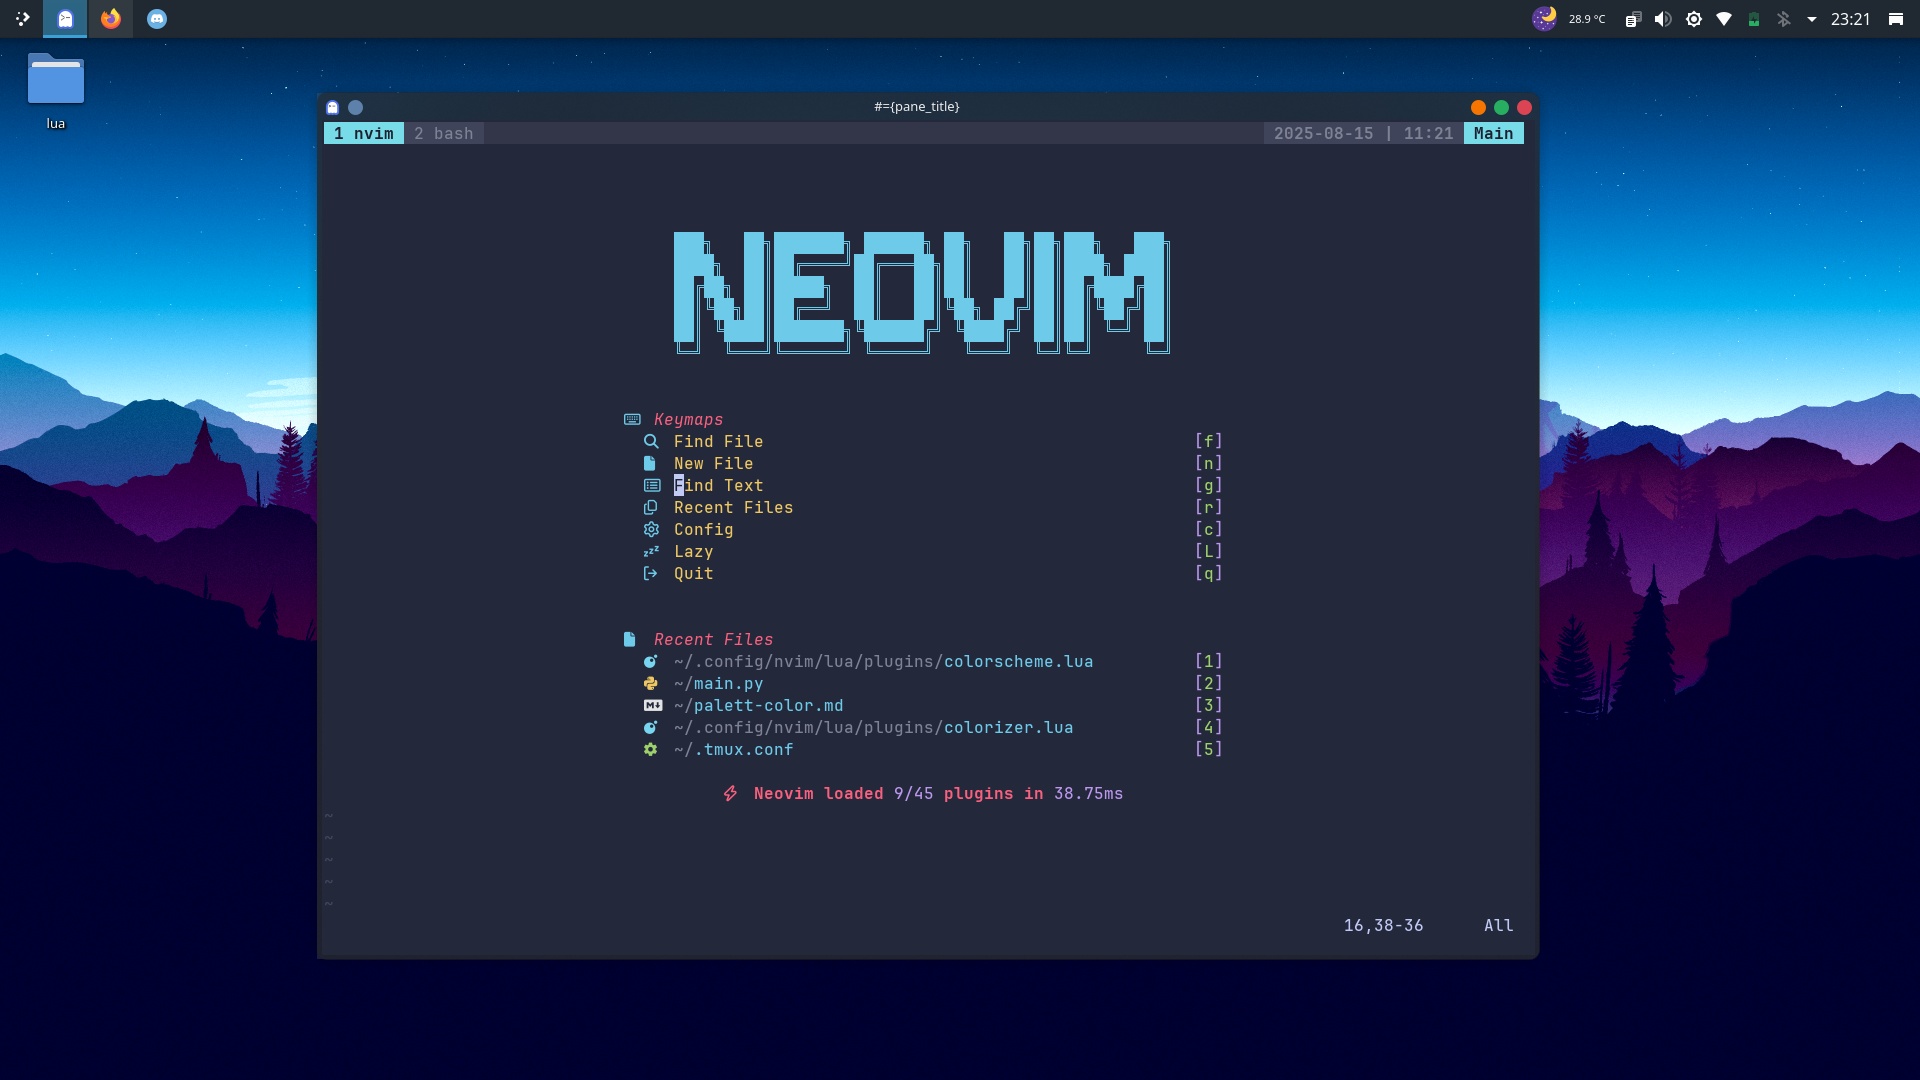 28.9 °C
23:21
lua
#={pane_title}
1 nvim 2 bash 2025-08-15 | 11:21 Main
NEOVIM
Keymaps
Find File [f]
New File [n]
Find Text [g]
Recent Files [r]
Config [c]
Lazy [L]
Quit [q]
Recent Files
~/.config/nvim/lua/plugins/colorscheme.lua [1]
~/main.py [2]
~/palett-color.md [3]
~/.config/nvim/lua/plugins/colorizer.lua [4]
~/.tmux.conf [5]
Neovim loaded 9/45 plugins in 38.75ms
~
~
~
~
~
16,38-36 All